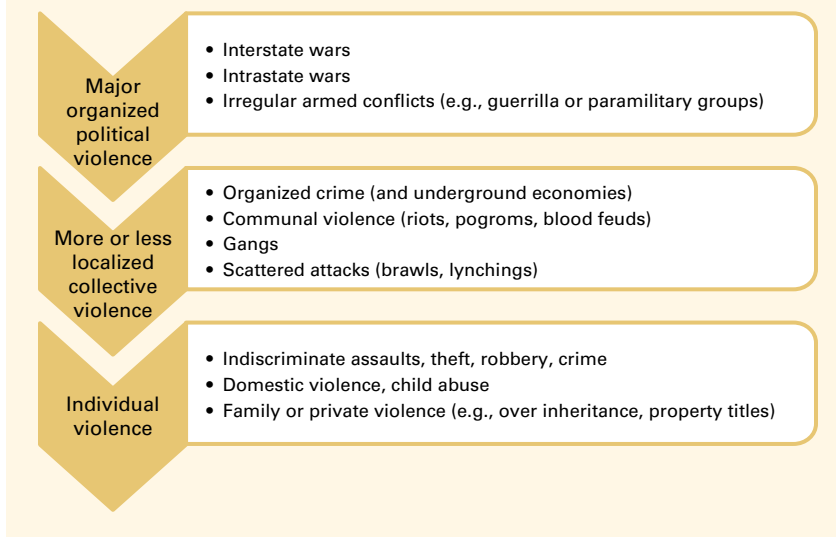 Major
organized
political
violence
• Interstate wars
• Intrastate wars
• Irregular armed conflicts (e.g., guerrilla or paramilitary groups)
More or less
localized
collective
violence
• Organized crime (and underground economies)
• Communal violence (riots, pogroms, blood feuds)
• Gangs
• Scattered attacks (brawls, lynchings)
Individual
violence
• Indiscriminate assaults, theft, robbery, crime
• Domestic violence, child abuse
• Family or private violence (e.g., over inheritance, property titles)